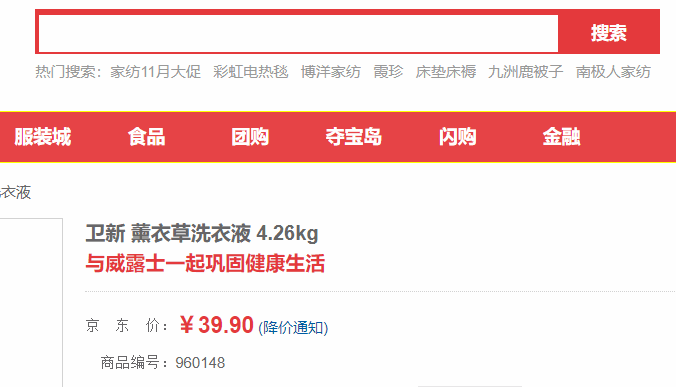 搜索
热门搜索： 家纺11月大促 彩虹电热毯 博洋家纺 霞珍 床垫床褥 九洲鹿被子 南极人家纺
服装城 食品 团购 夺宝岛 闪购 金融
衣液
卫新 薰衣草洗衣液 4.26kg
与威露士一起巩固健康生活
京 东 价： ￥39.90 (降价通知)
商品编号：960148